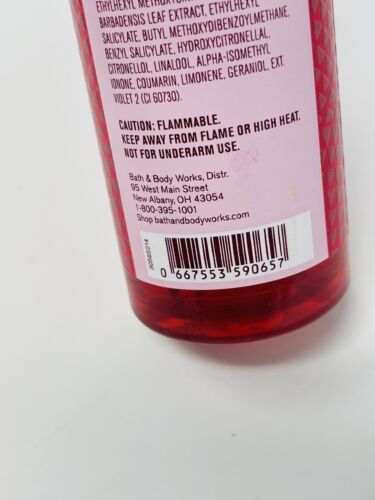 ETHYLHEXYL
BARBADENSIS LEAF EXTRACT, ETHYLHEXYL
SALICYLATE, BUTYL METHOXYDIBENZOYLMETHANE,
BENZYL SALICYLATE, HYDROXYCITRONELLAL,
CITRONELLOL, LINALOOL, ALPHA-ISOMETHYL
IONONE, COUMARIN, LIMONENE, GERANIOL, EXT.
VIOLET 2 (CI 60730).
CAUTION: FLAMMABLE.
KEEP AWAY FROM FLAME OR HIGH HEAT.
NOT FOR UNDERARM USE.
Bath & Body Works, Distr.
95 West Main Street
New Albany, OH 43054
1-800-395-1001
Shop bathandbodyworks.com
0 667553 590657